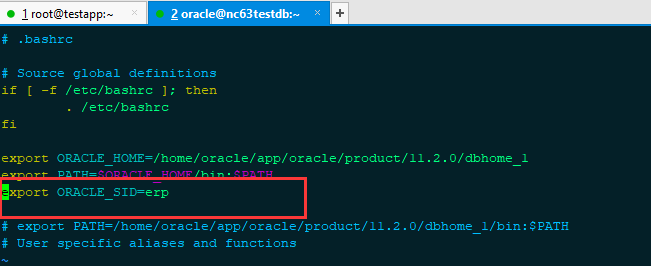 1 root@testapp:~ × 2 oracle@nc63testdb:~ × +
# .bashrc
# Source global definitions
if [ -f /etc/bashrc ]; then
. /etc/bashrc
fi
export ORACLE_HOME=/home/oracle/app/oracle/product/11.2.0/dbhome_1
export PATH=$ORACLE_HOME/bin:$PATH
export ORACLE_SID=erp
# export PATH=/home/oracle/app/oracle/product/11.2.0/dbhome_1/bin:$PATH
# User specific aliases and functions
~